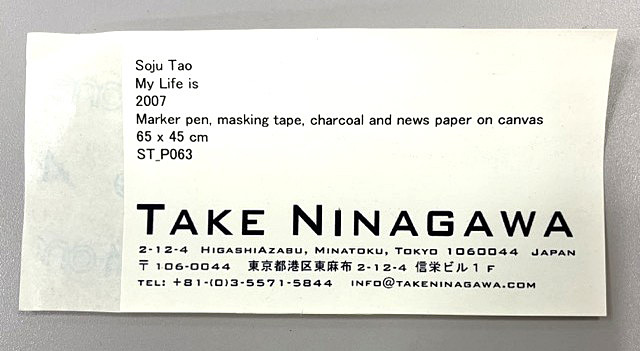 Soju Tao
My Life is
2007
Marker pen, masking tape, charcoal and news paper on canvas
65 x 45 cm
ST_P063
TAKE NINAGAWA
2-12-4 HIGASHIAZABU, MINATOKU, TOKYO 1060044 JAPAN
〒106-0044 東京都港区東麻布2-12-4 信栄ビル1F
TEL: +81-(0)3-5571-5844 INFO@TAKENINAGAWA.COM